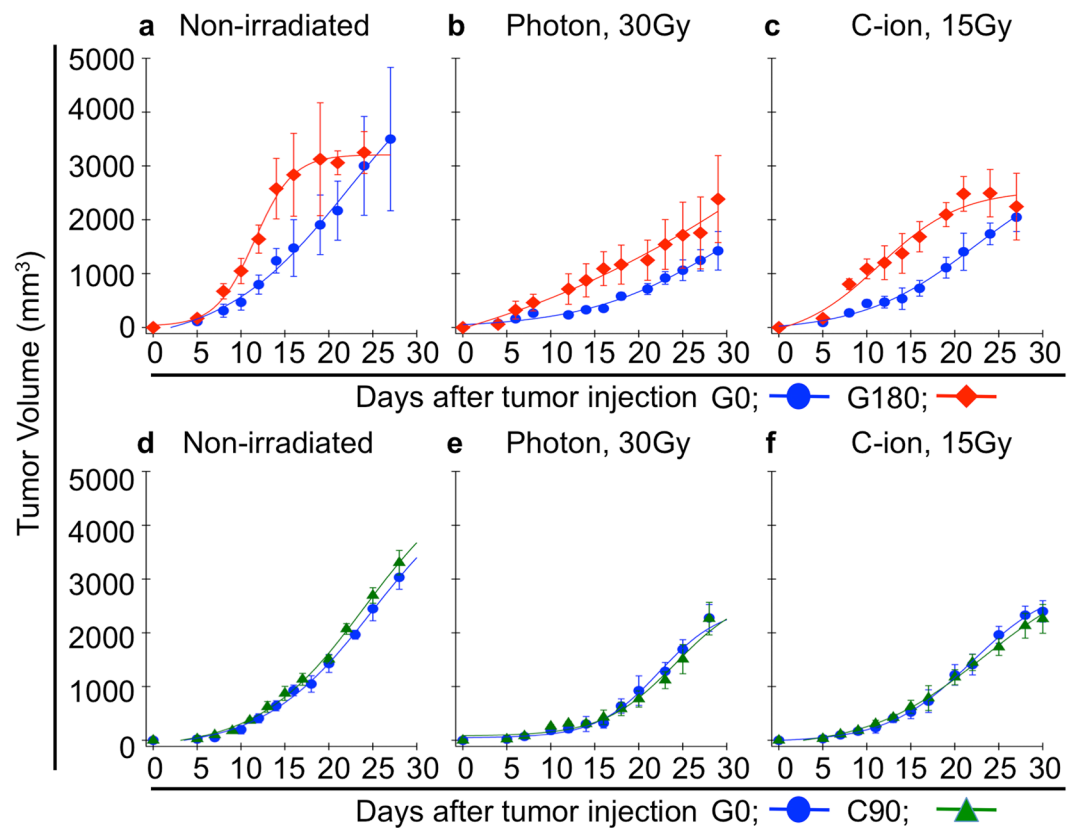 a Non-irradiated b Photon, 30Gy c C-ion, 15Gy
5000
4000
3000
2000
1000
0
0 5 10 15 20 25 30 0 5 10 15 20 25 30 0 5 10 15 20 25 30
Days after tumor injection G0; G180;
Tumor Volume (mm³)
d Non-irradiated e Photon, 30Gy f C-ion, 15Gy
5000
4000
3000
2000
1000
0
0 5 10 15 20 25 30 0 5 10 15 20 25 30 0 5 10 15 20 25 30
Days after tumor injection G0; C90;